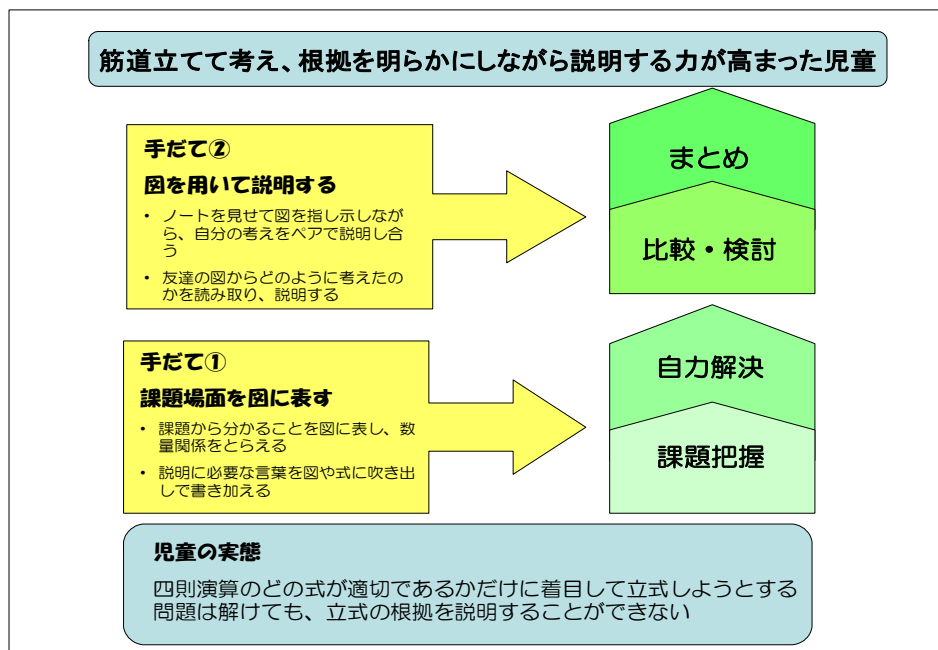 筋道立てて考え、根拠を明らかにしながら説明する力が高まった児童
手だて②
図を用いて説明する
・ ノートを見せて図を指し示しなが
ら、自分の考えをペアで説明し合
う
・ 友達の図からどのように考えたの
かを読み取り、説明する
まとめ
比較・検討
手だて①
課題場面を図に表す
・ 課題から分かることを図に表し、数
量関係をとらえる
・ 説明に必要な言葉を図や式に吹き出
しで書き加える
自力解決
課題把握
児童の実態
四則演算のどの式が適切であるかだけに着目して立式しようとする
問題は解けても、立式の根拠を説明することができない